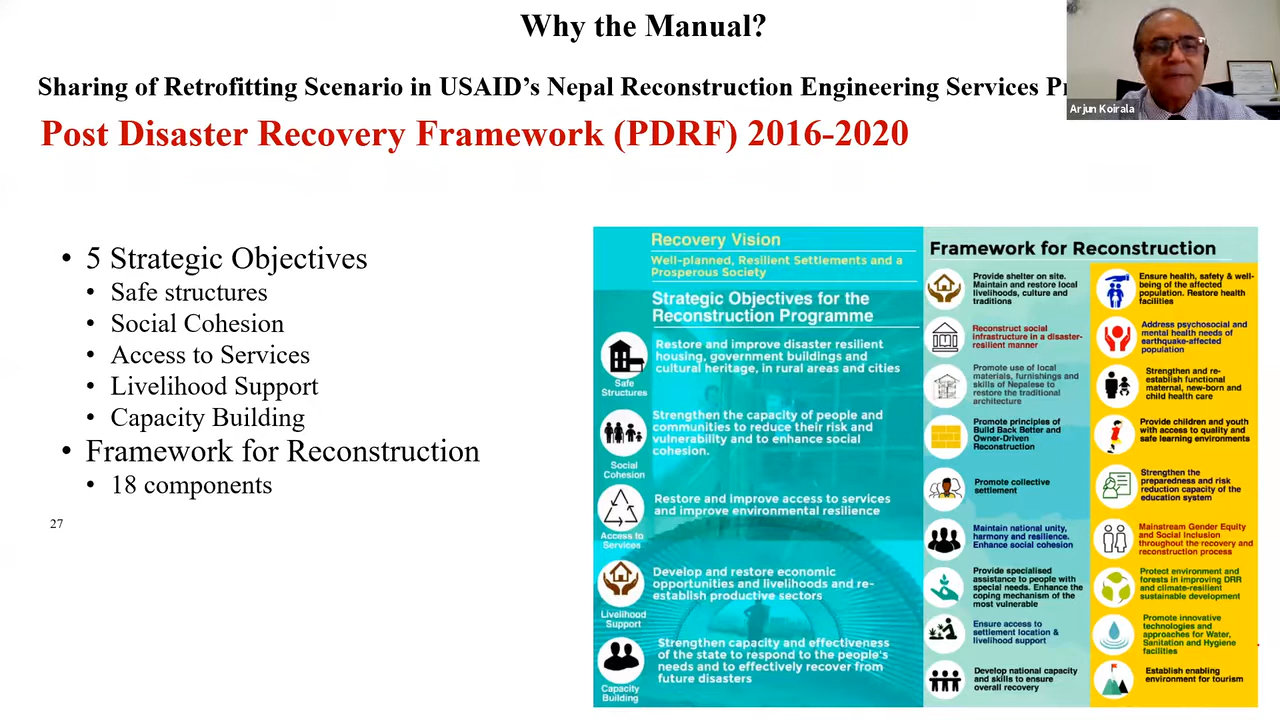 Why the Manual?
Sharing of Retrofitting Scenario in USAID’s Nepal Reconstruction Engineering Services
Arjun Koirala
Post Disaster Recovery Framework (PDRF) 2016-2020
• 5 Strategic Objectives
• Safe structures
• Social Cohesion
• Access to Services
• Livelihood Support
• Capacity Building
• Framework for Reconstruction
• 18 components
27
Recovery Vision
Well-planned, Resilient Settlements and a
Prosperous Society
Strategic Objectives for the
Reconstruction Programme
Restore and improve disaster resilient
housing, government buildings and
cultural heritage, in rural areas and cities
Safe
Structures
Strengthen the capacity of people and
communities to reduce their risk and
vulnerability and to enhance social
cohesion.
Social
Cohesion
Restore and improve access to services
and improve environmental resilience
Access to
Services
Develop and restore economic
opportunities and livelihoods and re-
establish productive sectors
Livelihood
Support
Strengthen capacity and effectiveness
of the state to respond to the people's
needs and to effectively recover from
future disasters
Capacity
Building
Framework for Reconstruction
Provide shelter on site.
Maintain and restore local
livelihoods, culture and
traditions
Reconstruct social
infrastructure in a disaster-
resilient manner
Promote use of local
materials, furnishings and
skills of Nepalese to
restore the traditional
architecture
Promote principles of
Build Back Better and
Owner-Driven
Reconstruction
Promote collective
settlement
Maintain national unity,
harmony and resilience.
Enhance social cohesion
Provide specialised
assistance to people with
special needs. Enhance the
coping mechanism of the
most vulnerable
Ensure access to
settlement location &
livelihood support
Develop national capacity
and skills to ensure
overall recovery
Ensure health, safety & well-
being of the affected
population. Restore health
facilities
Address psychosocial and
mental health needs of
earthquake-affected
population
Strengthen and re-
establish functional
maternal, new-born and
child health care
Provide children and youth
with access to quality and
safe learning environments
Strengthen the
preparedness and risk
reduction capacity of the
education system
Mainstream Gender Equity
and Social Inclusion
throughout the recovery and
reconstruction process
Protect environment and
forests in improving DRR
and climate-resilient
sustainable development
Promote innovative
technologies and
approaches for Water,
Sanitation and Hygiene
facilities
Establish enabling
environment for tourism